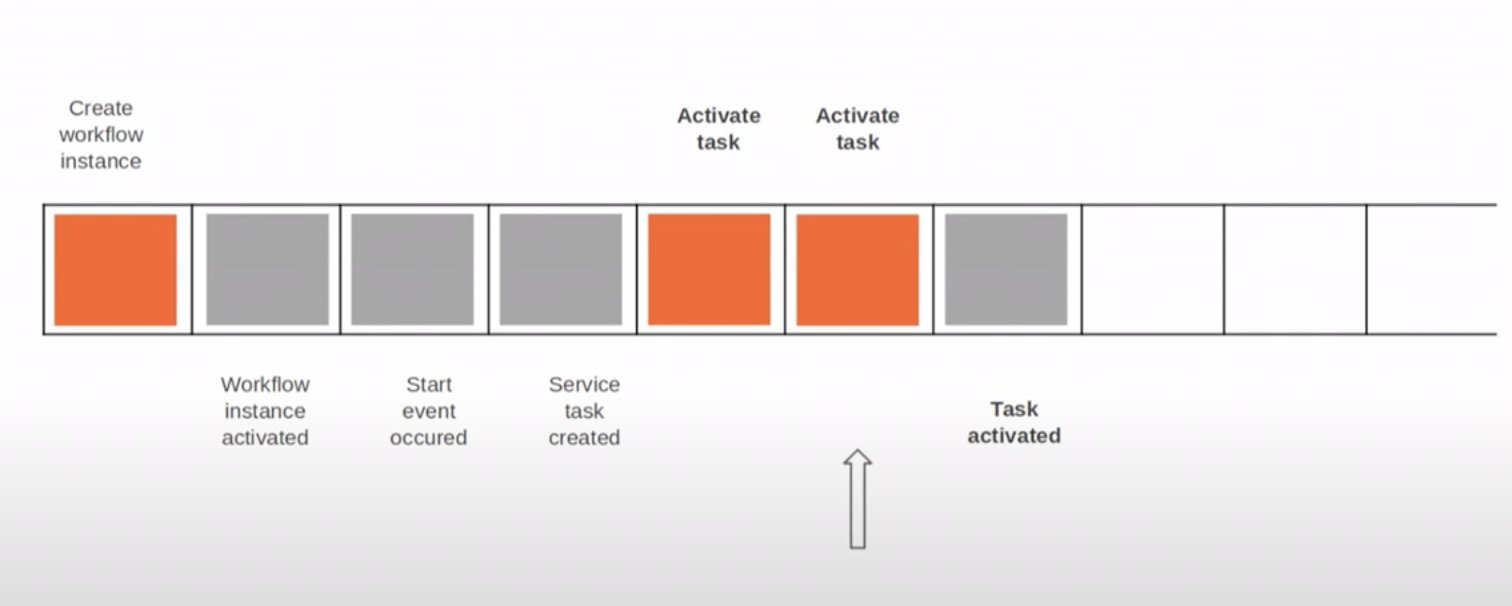 Create
workflow
instance
Activate
task
Activate
task
Workflow
instance
activated
Start
event
occured
Service
task
created
Task
activated